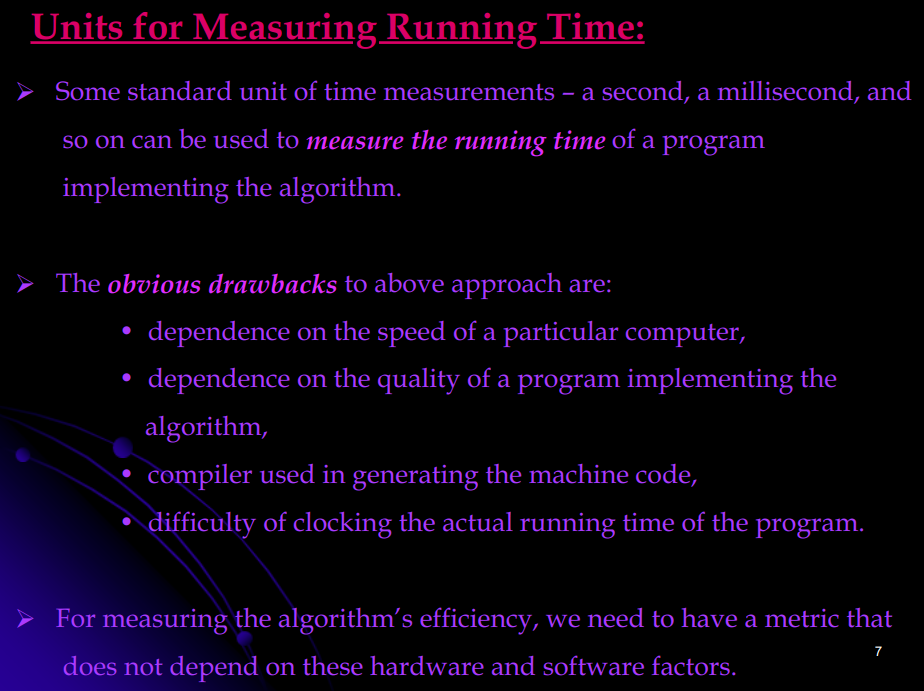 Units for Measuring Running Time:
➢ Some standard unit of time measurements – a second, a millisecond, and
so on can be used to measure the running time of a program
implementing the algorithm.
➢ The obvious drawbacks to above approach are:
• dependence on the speed of a particular computer,
• dependence on the quality of a program implementing the
algorithm,
• compiler used in generating the machine code,
• difficulty of clocking the actual running time of the program.
➢ For measuring the algorithm’s efficiency, we need to have a metric that
does not depend on these hardware and software factors.
7